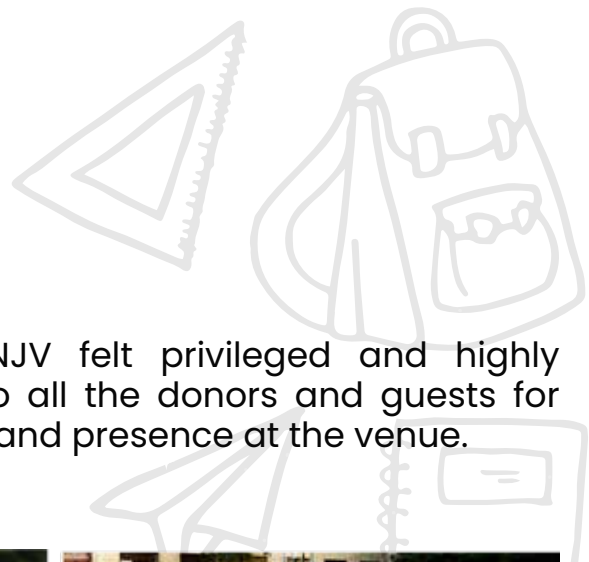 NJV felt privileged and highly
all the donors and guests for
and presence at the venue.